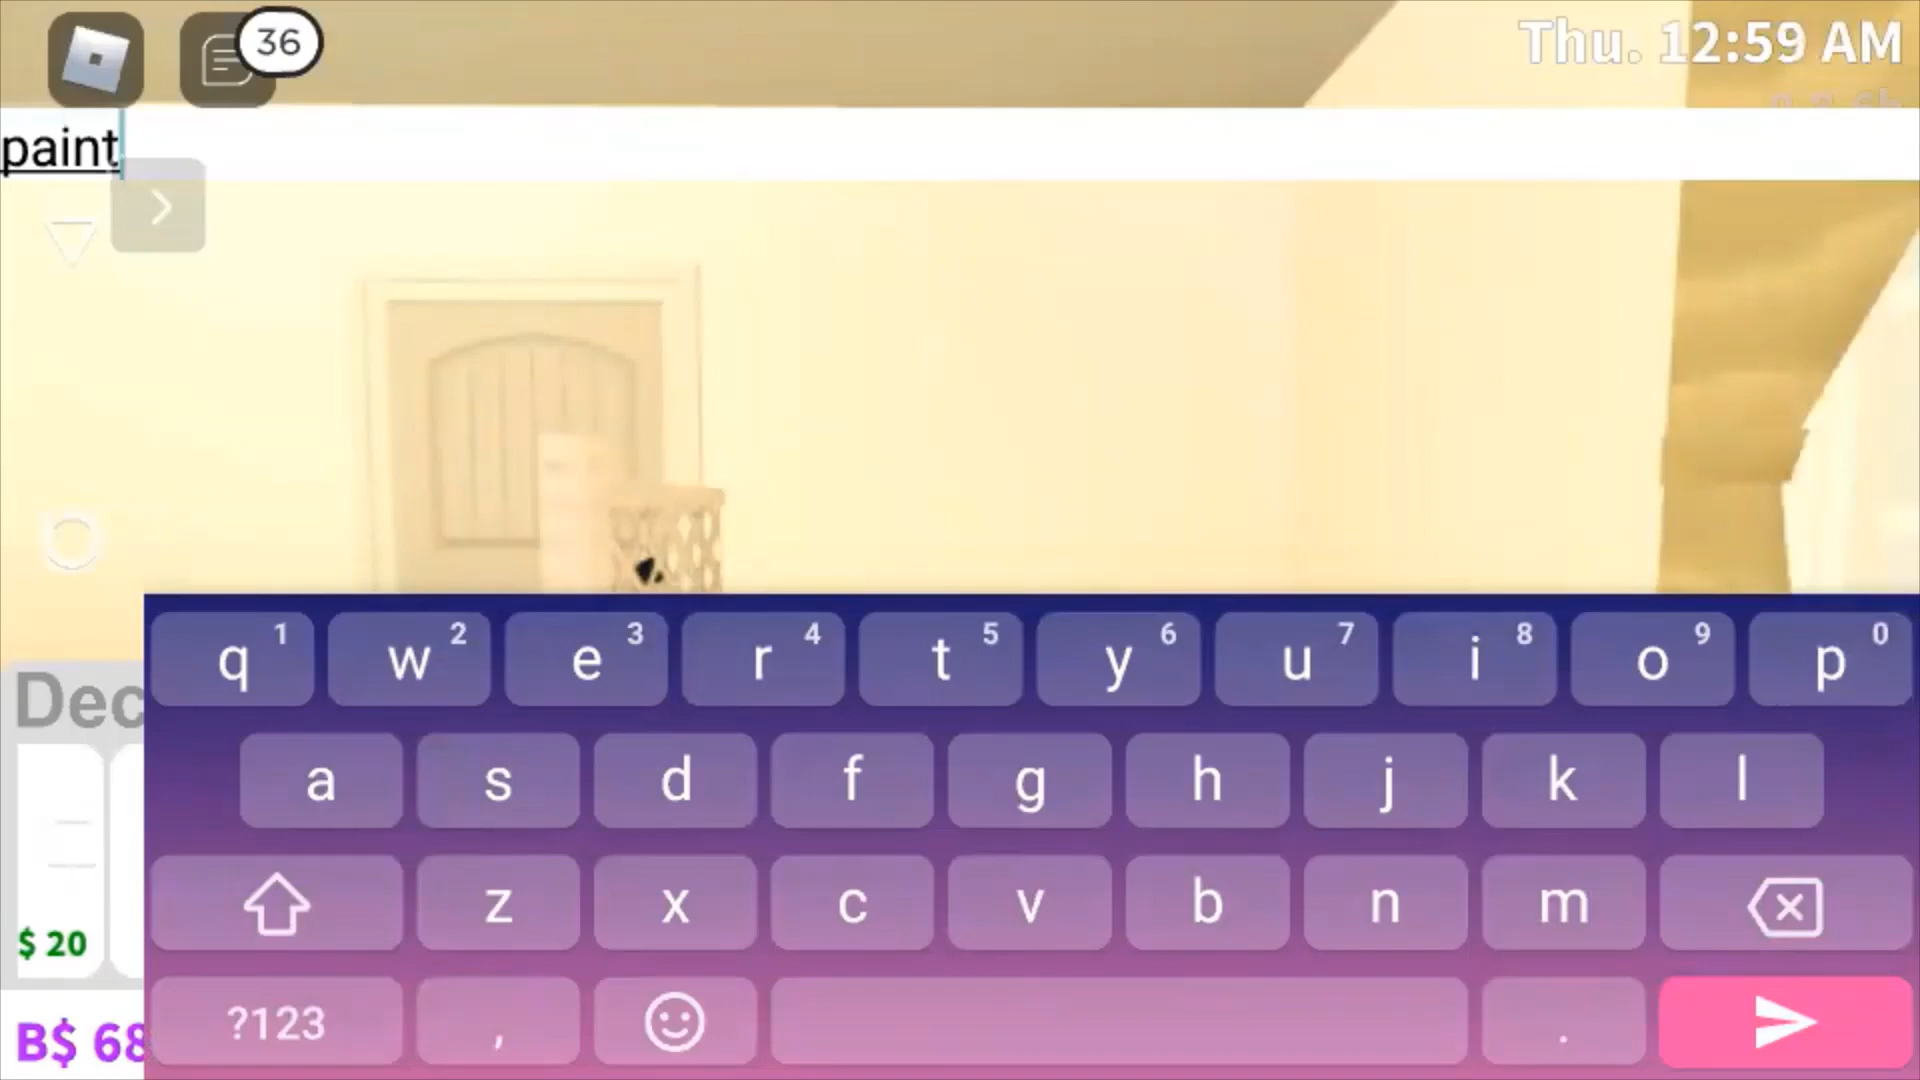 36
Thu. 12:59 AM
paint
Dec
$ 20
B$ 68
q 1 w 2 e 3 r 4 t 5 y 6 u 7 i 8 o 9 p 0
a s d f g h j k l
z x c v b n m
?123 , .